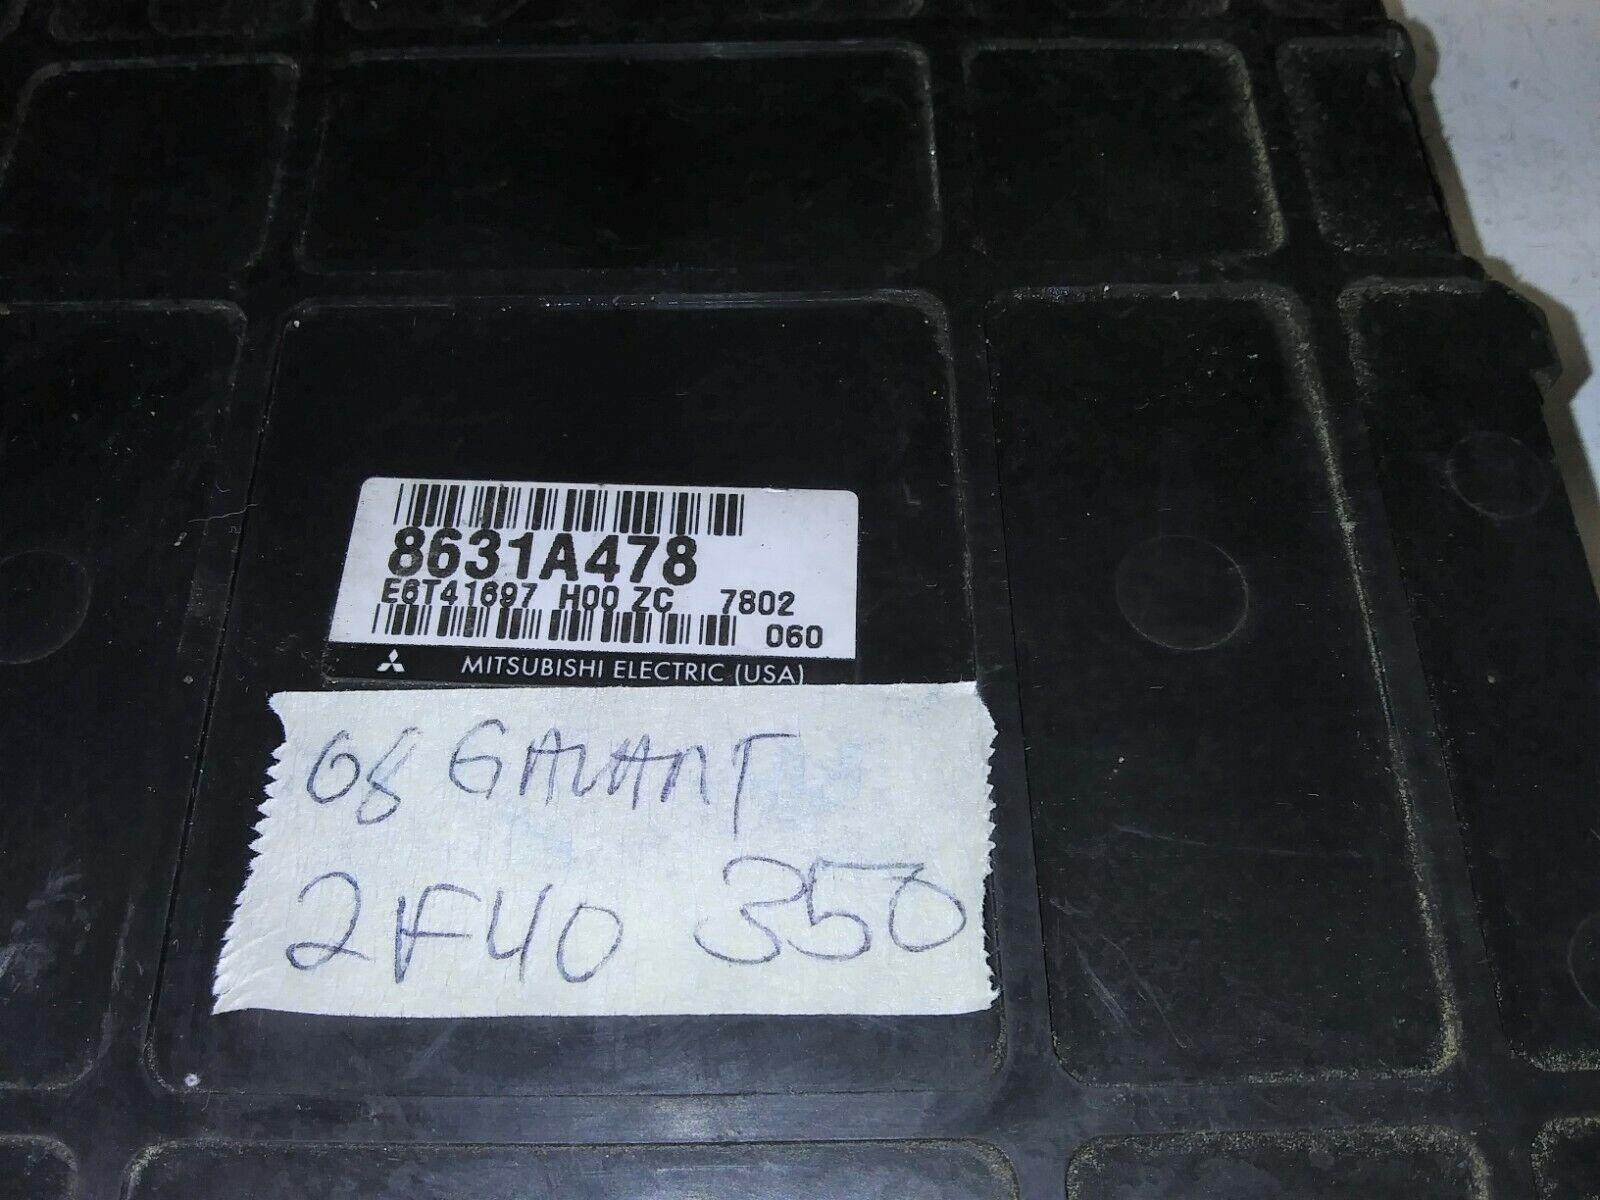 8631A478
E6T41697 H00 ZC 7802
060
MITSUBISHI ELECTRIC (USA)
08 GALANT
2F40 350